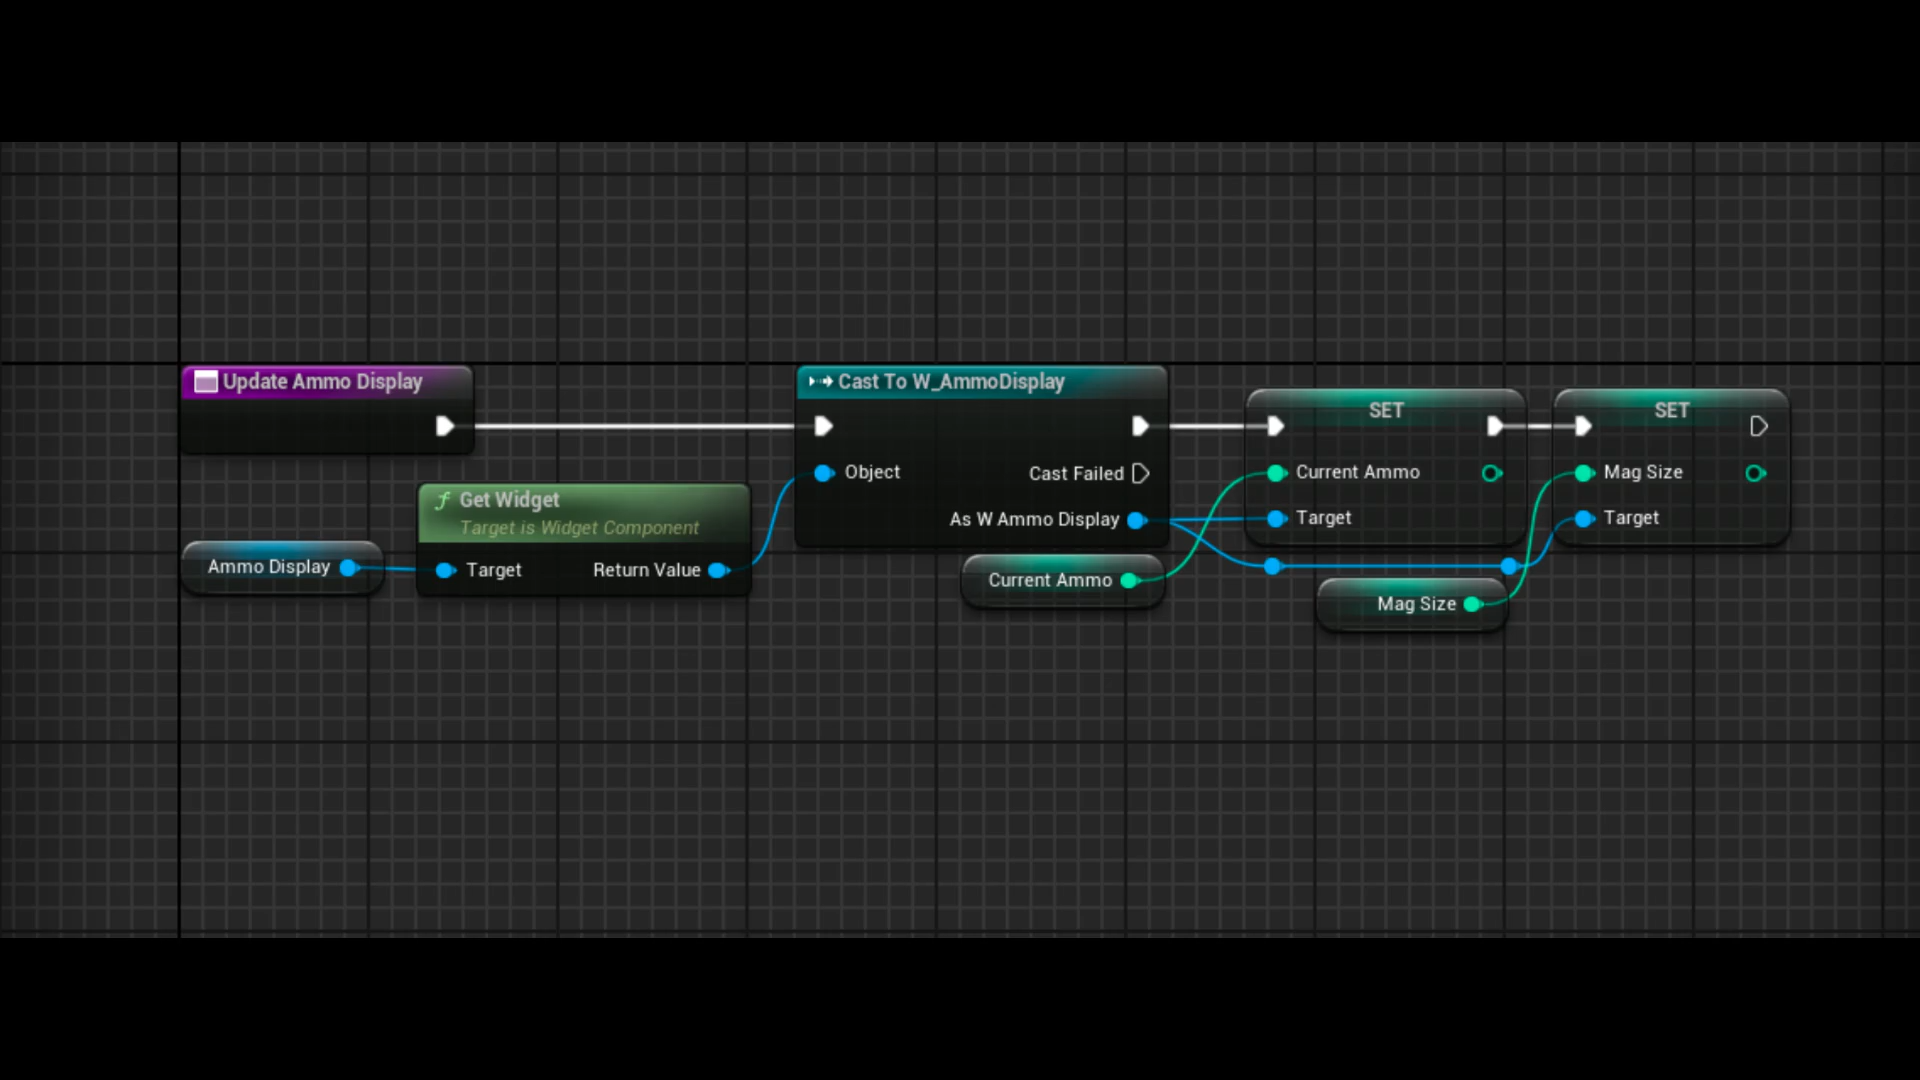 Update Ammo Display
Ammo Display
Get Widget
Target is Widget Component
Target
Return Value
Cast To W_AmmoDisplay
Object
Cast Failed
As W Ammo Display
Current Ammo
SET
Current Ammo
Target
Mag Size
SET
Mag Size
Target